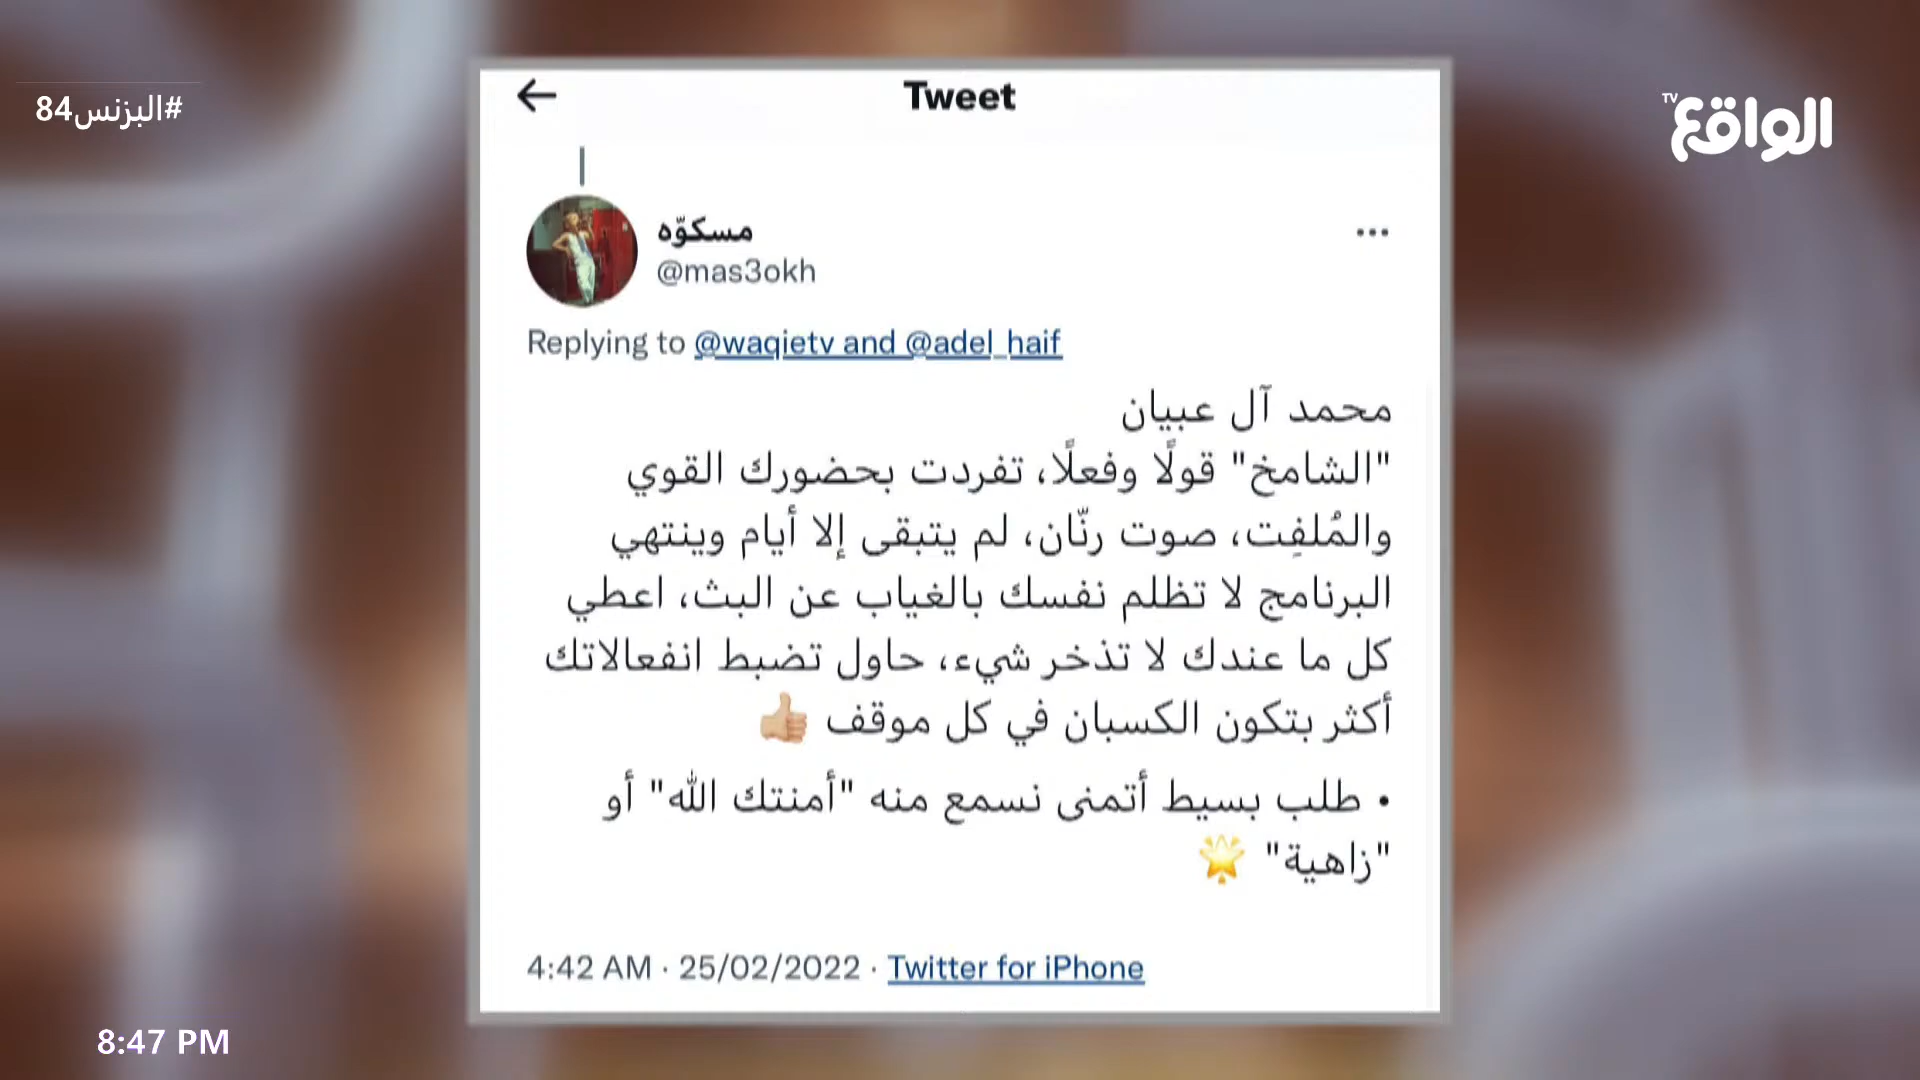 #البزنس84
الواقع TV
Tweet
مسكوّه
@mas3okh
Replying to @waqietv and @adel_haif
محمد آل عبيان
"الشامخ" قولًا وفعلًا، تفردت بحضورك القوي
والمُلفِت، صوت رنّان، لم يتبقى إلا أيام وينتهي
البرنامج لا تظلم نفسك بالغياب عن البث، اعطي
كل ما عندك لا تذخر شيء، حاول تضبط انفعالاتك
أكثر بتكون الكسبان في كل موقف 👍🏼
• طلب بسيط أتمنى نسمع منه "أمنتك الله" أو
"زاهية" 🌟
4:42 AM · 25/02/2022 · Twitter for iPhone
8:47 PM